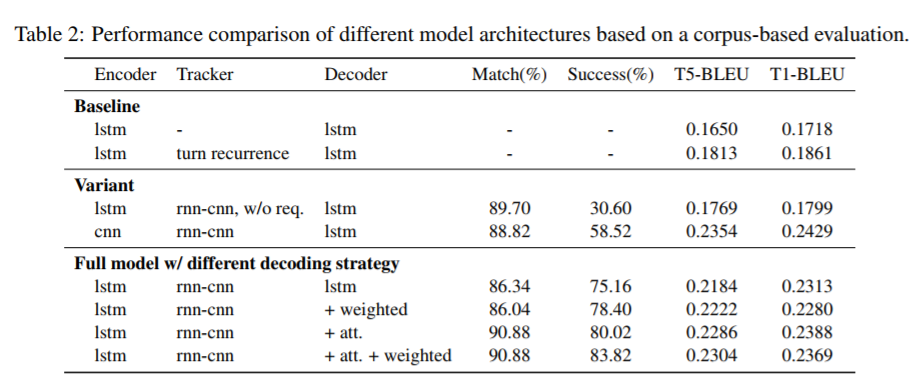 Table 2: Performance comparison of different model architectures based on a corpus-based evaluation.
Encoder Tracker Decoder Match(%) Success(%) T5-BLEU T1-BLEU
Baseline
lstm - lstm - - 0.1650 0.1718
lstm turn recurrence lstm - - 0.1813 0.1861
Variant
lstm rnn-cnn, w/o req. lstm 89.70 30.60 0.1769 0.1799
cnn rnn-cnn lstm 88.82 58.52 0.2354 0.2429
Full model w/ different decoding strategy
lstm rnn-cnn lstm 86.34 75.16 0.2184 0.2313
lstm rnn-cnn + weighted 86.04 78.40 0.2222 0.2280
lstm rnn-cnn + att. 90.88 80.02 0.2286 0.2388
lstm rnn-cnn + att. + weighted 90.88 83.82 0.2304 0.2369